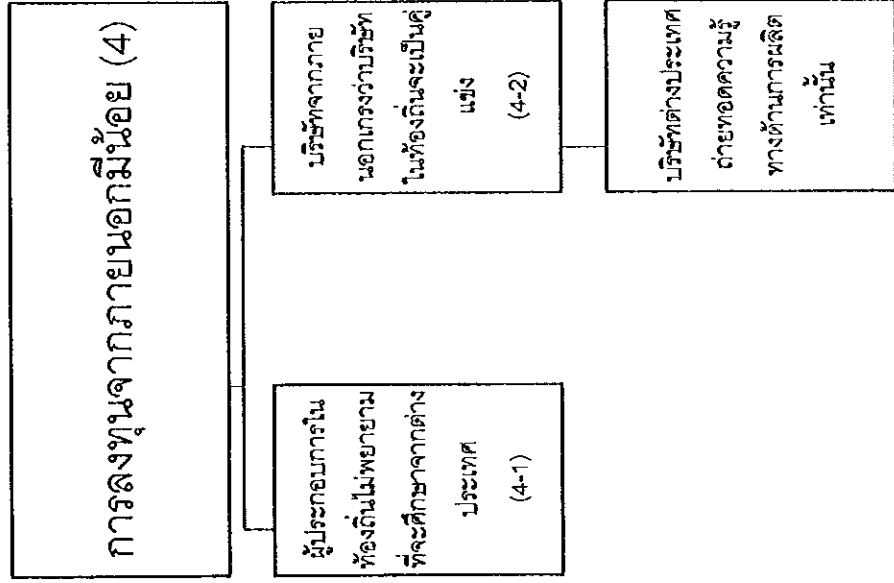 การลงทุนจากภายนอกมีน้อย (4)
ผู้ประกอบการใน
ท้องถิ่นไม่พยายาม
ที่จะศึกษาจากต่าง
ประเทศ
(4-1)
บริษัทจากภาย
นอกเกรงว่าบริษัท
ในท้องถิ่นจะเป็นคู่
แข่ง
(4-2)
บริษัทต่างประเทศ
ถ่ายทอดความรู้
ทางด้านการผลิต
เท่านั้น